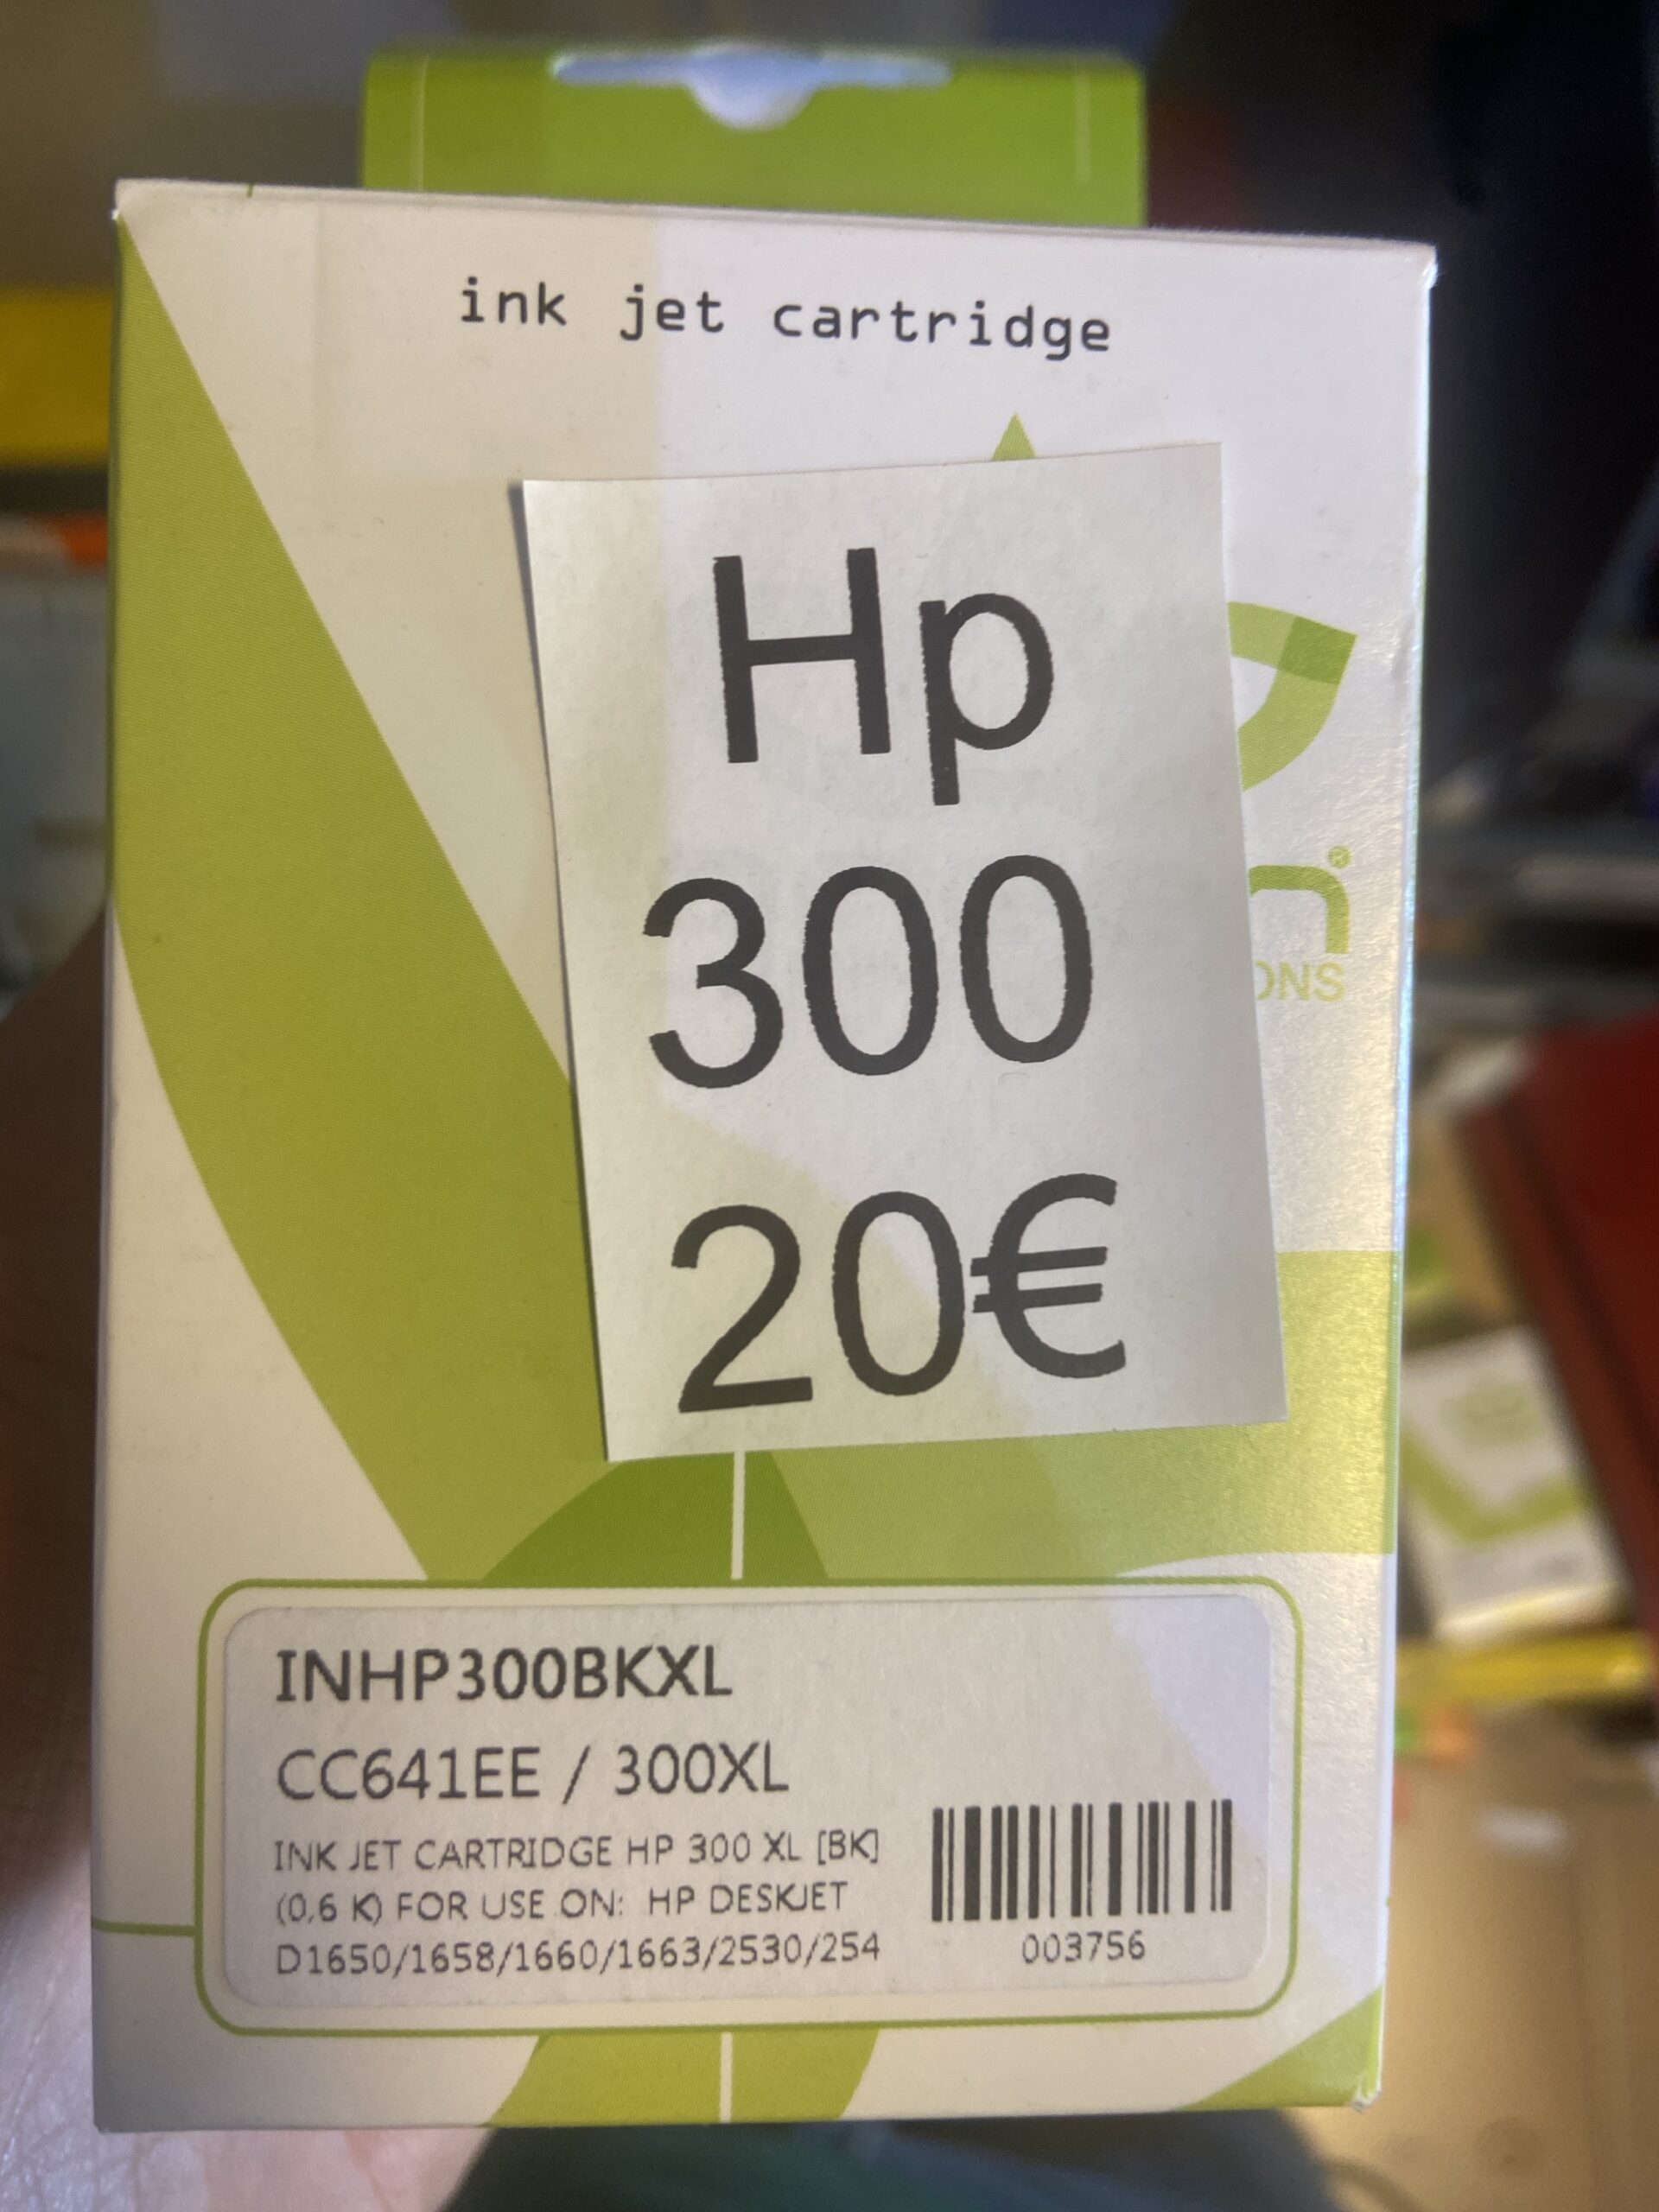 ink jet cartridge
Hp
300
20€
INHP300BKXL
CC641EE / 300XL
INK JET CARTRIDGE HP 300 XL [BK]
(0,6 K) FOR USE ON: HP DESKJET
D1650/1658/1660/1663/2530/254
003756